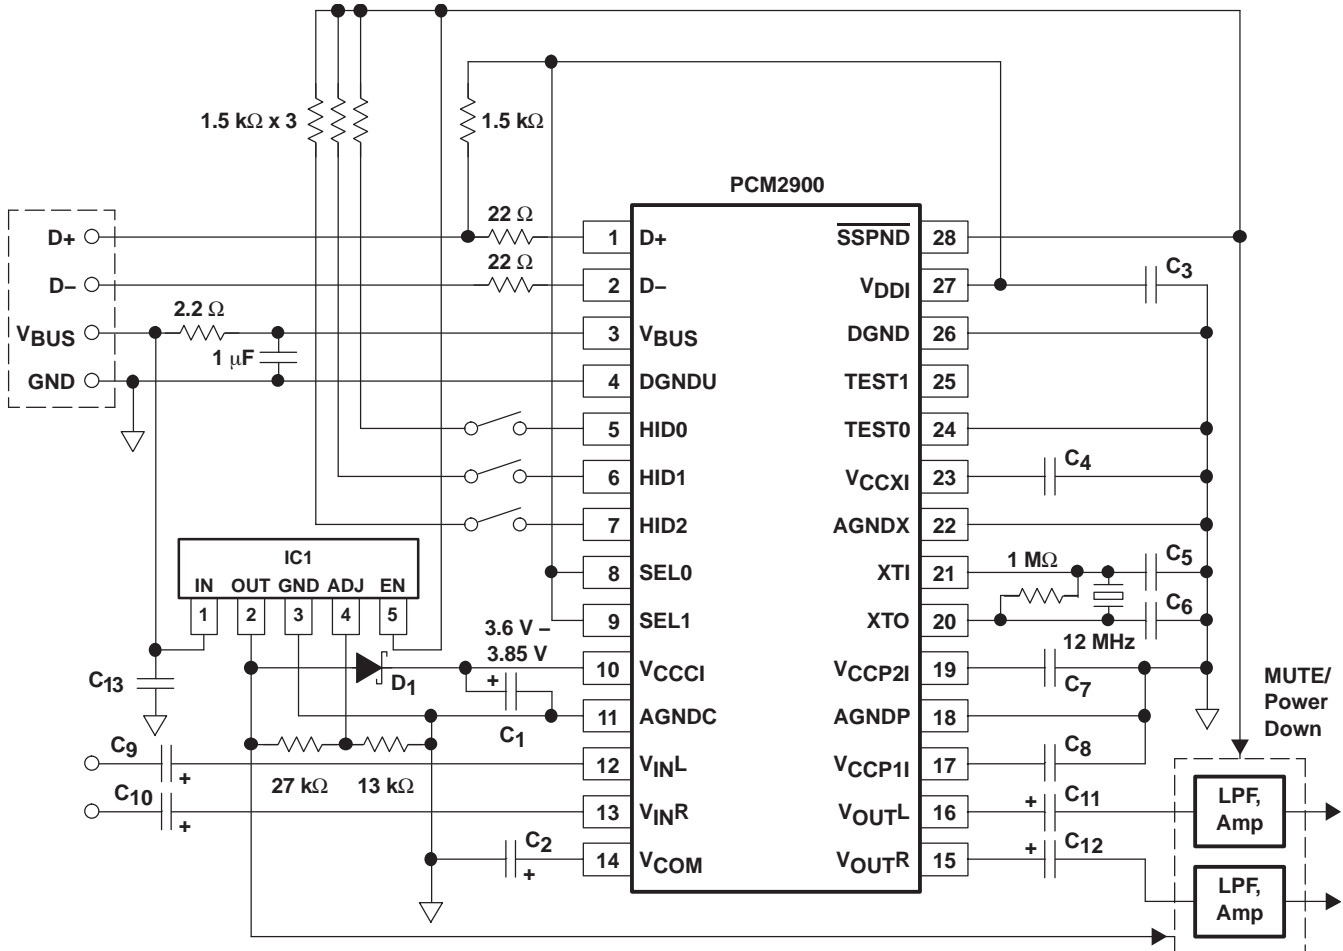 1.5 kΩ x 3
1.5 kΩ
PCM2900
D+
D–
VBUS
GND
22 Ω
22 Ω
2.2 Ω
1 µF
1 D+
2 D–
3 VBUS
4 DGNDU
5 HID0
6 HID1
7 HID2
8 SEL0
9 SEL1
10 VCCCI
11 AGNDC
12 VINL
13 VINR
14 VCOM
SSPND 28
VDDI 27
DGND 26
TEST1 25
TEST0 24
VCCXI 23
AGNDX 22
XTI 21
XTO 20
VCCP2I 19
AGNDP 18
VCCP1I 17
VOUTL 16
VOUTR 15
IC1
IN OUT GND ADJ EN
1 2 3 4 5
3.6 V –
3.85 V
+
D1
C1
C13
C9
+
C10
+
27 kΩ 13 kΩ
C2
+
C3
C4
1 MΩ
C5
C6
12 MHz
C7
C8
+ C11
+ C12
MUTE/
Power
Down
LPF,
Amp
LPF,
Amp